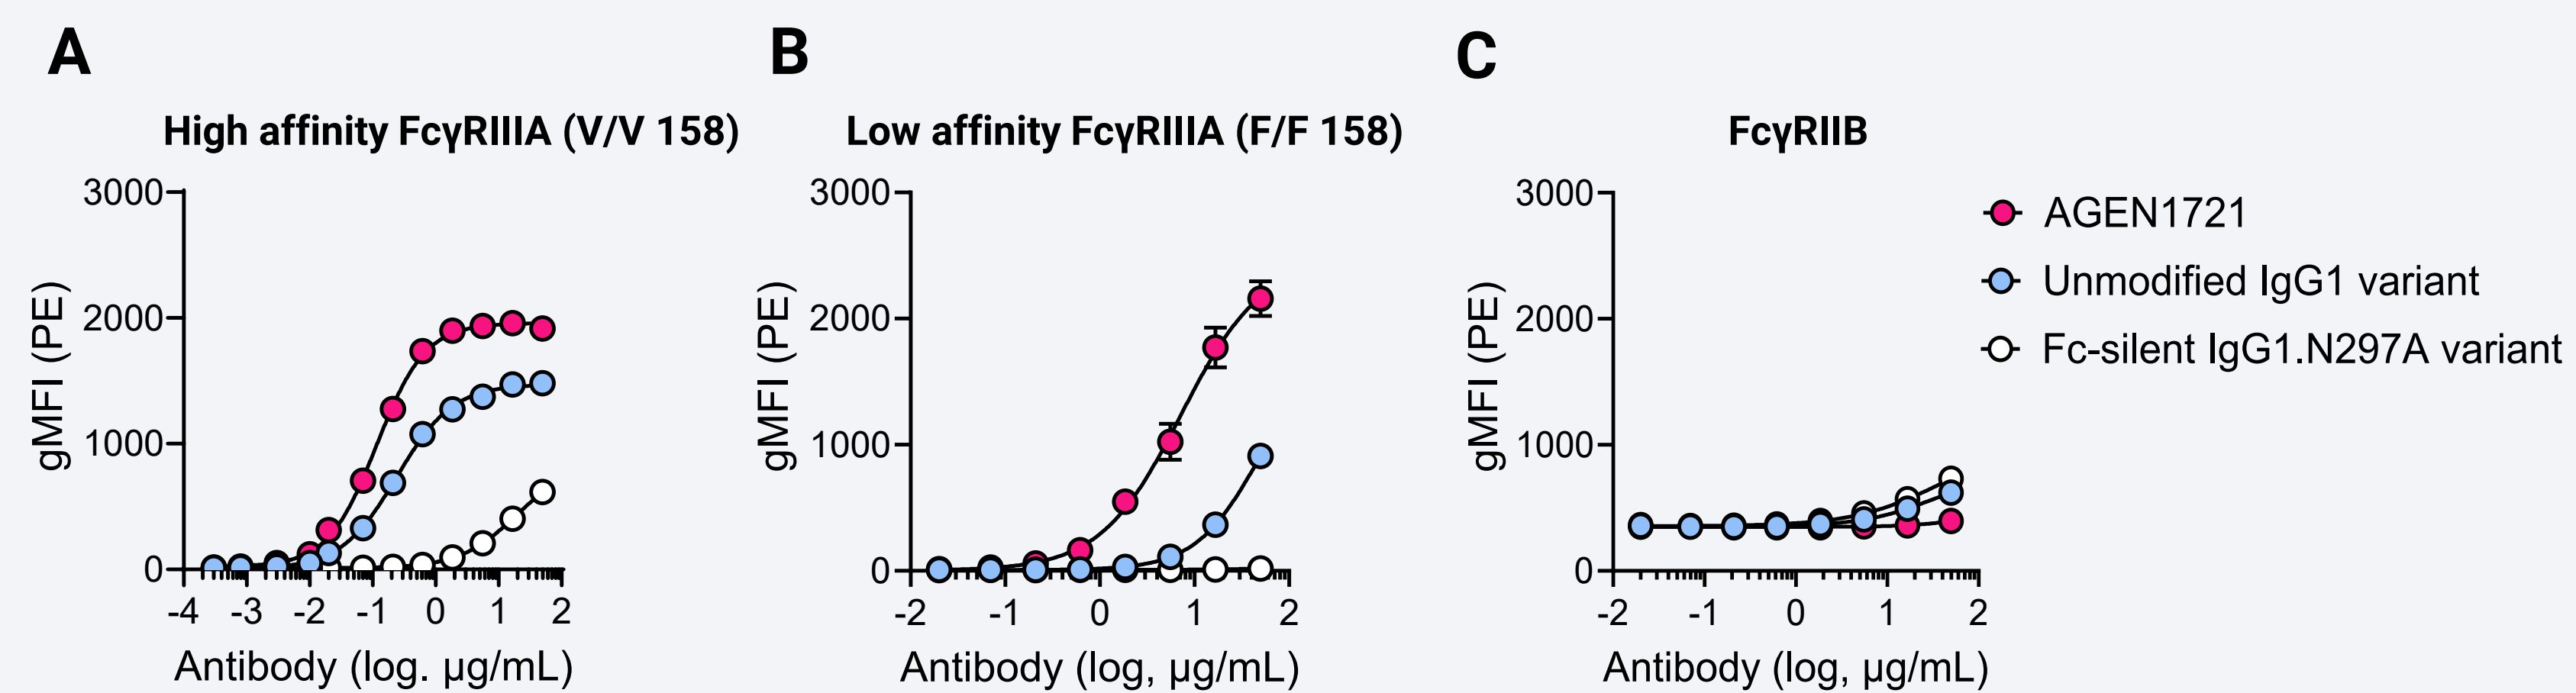 A
High affinity FcγRIIIA (V/V 158)
gMFI (PE)
3000
2000
1000
0
-4 -3 -2 -1 0 1 2
Antibody (log. μg/mL)
B
Low affinity FcγRIIIA (F/F 158)
gMFI (PE)
3000
2000
1000
0
-2 -1 0 1 2
Antibody (log, μg/mL)
C
FcγRIIB
gMFI (PE)
3000
2000
1000
0
-2 -1 0 1 2
Antibody (log, μg/mL)
AGEN1721
Unmodified IgG1 variant
Fc-silent IgG1.N297A variant